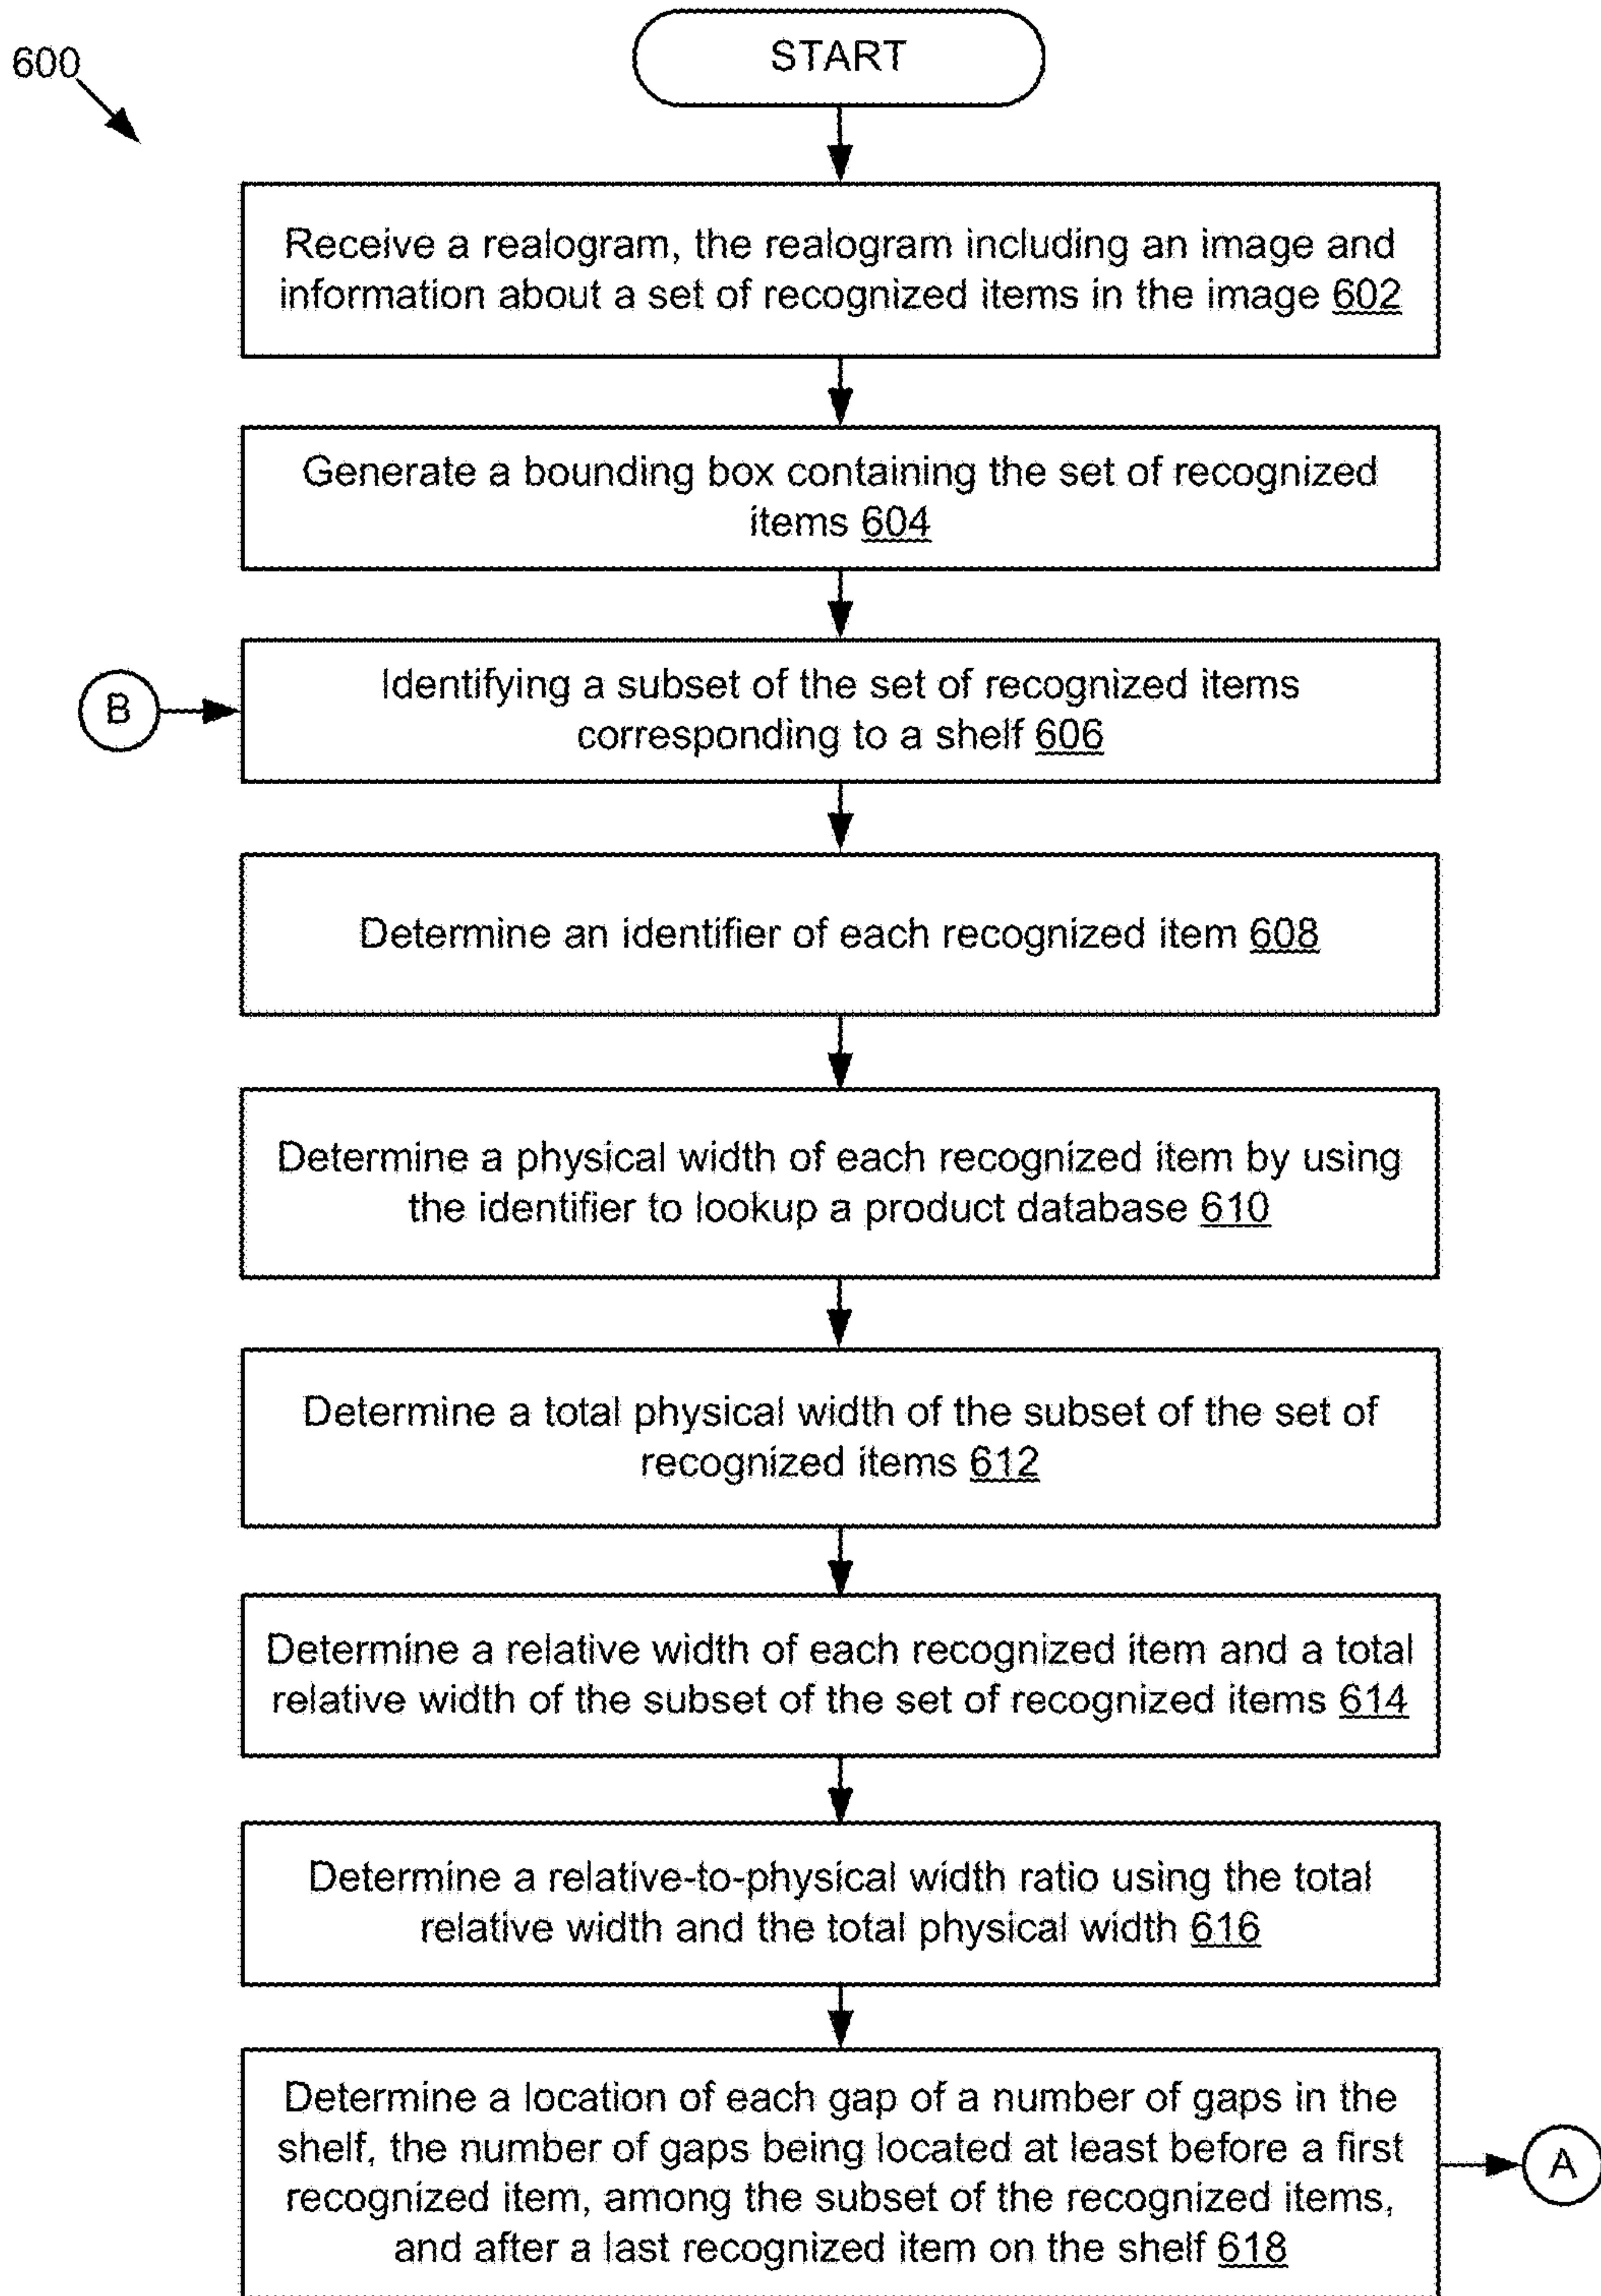 600
START
Receive a realogram, the realogram including an image and
information about a set of recognized items in the image 602
Generate a bounding box containing the set of recognized
items 604
B
Identifying a subset of the set of recognized items
corresponding to a shelf 606
Determine an identifier of each recognized item 608
Determine a physical width of each recognized item by using
the identifier to lookup a product database 610
Determine a total physical width of the subset of the set of
recognized items 612
Determine a relative width of each recognized item and a total
relative width of the subset of the set of recognized items 614
Determine a relative-to-physical width ratio using the total
relative width and the total physical width 616
Determine a location of each gap of a number of gaps in the
shelf, the number of gaps being located at least before a first
recognized item, among the subset of the recognized items,
and after a last recognized item on the shelf 618
A